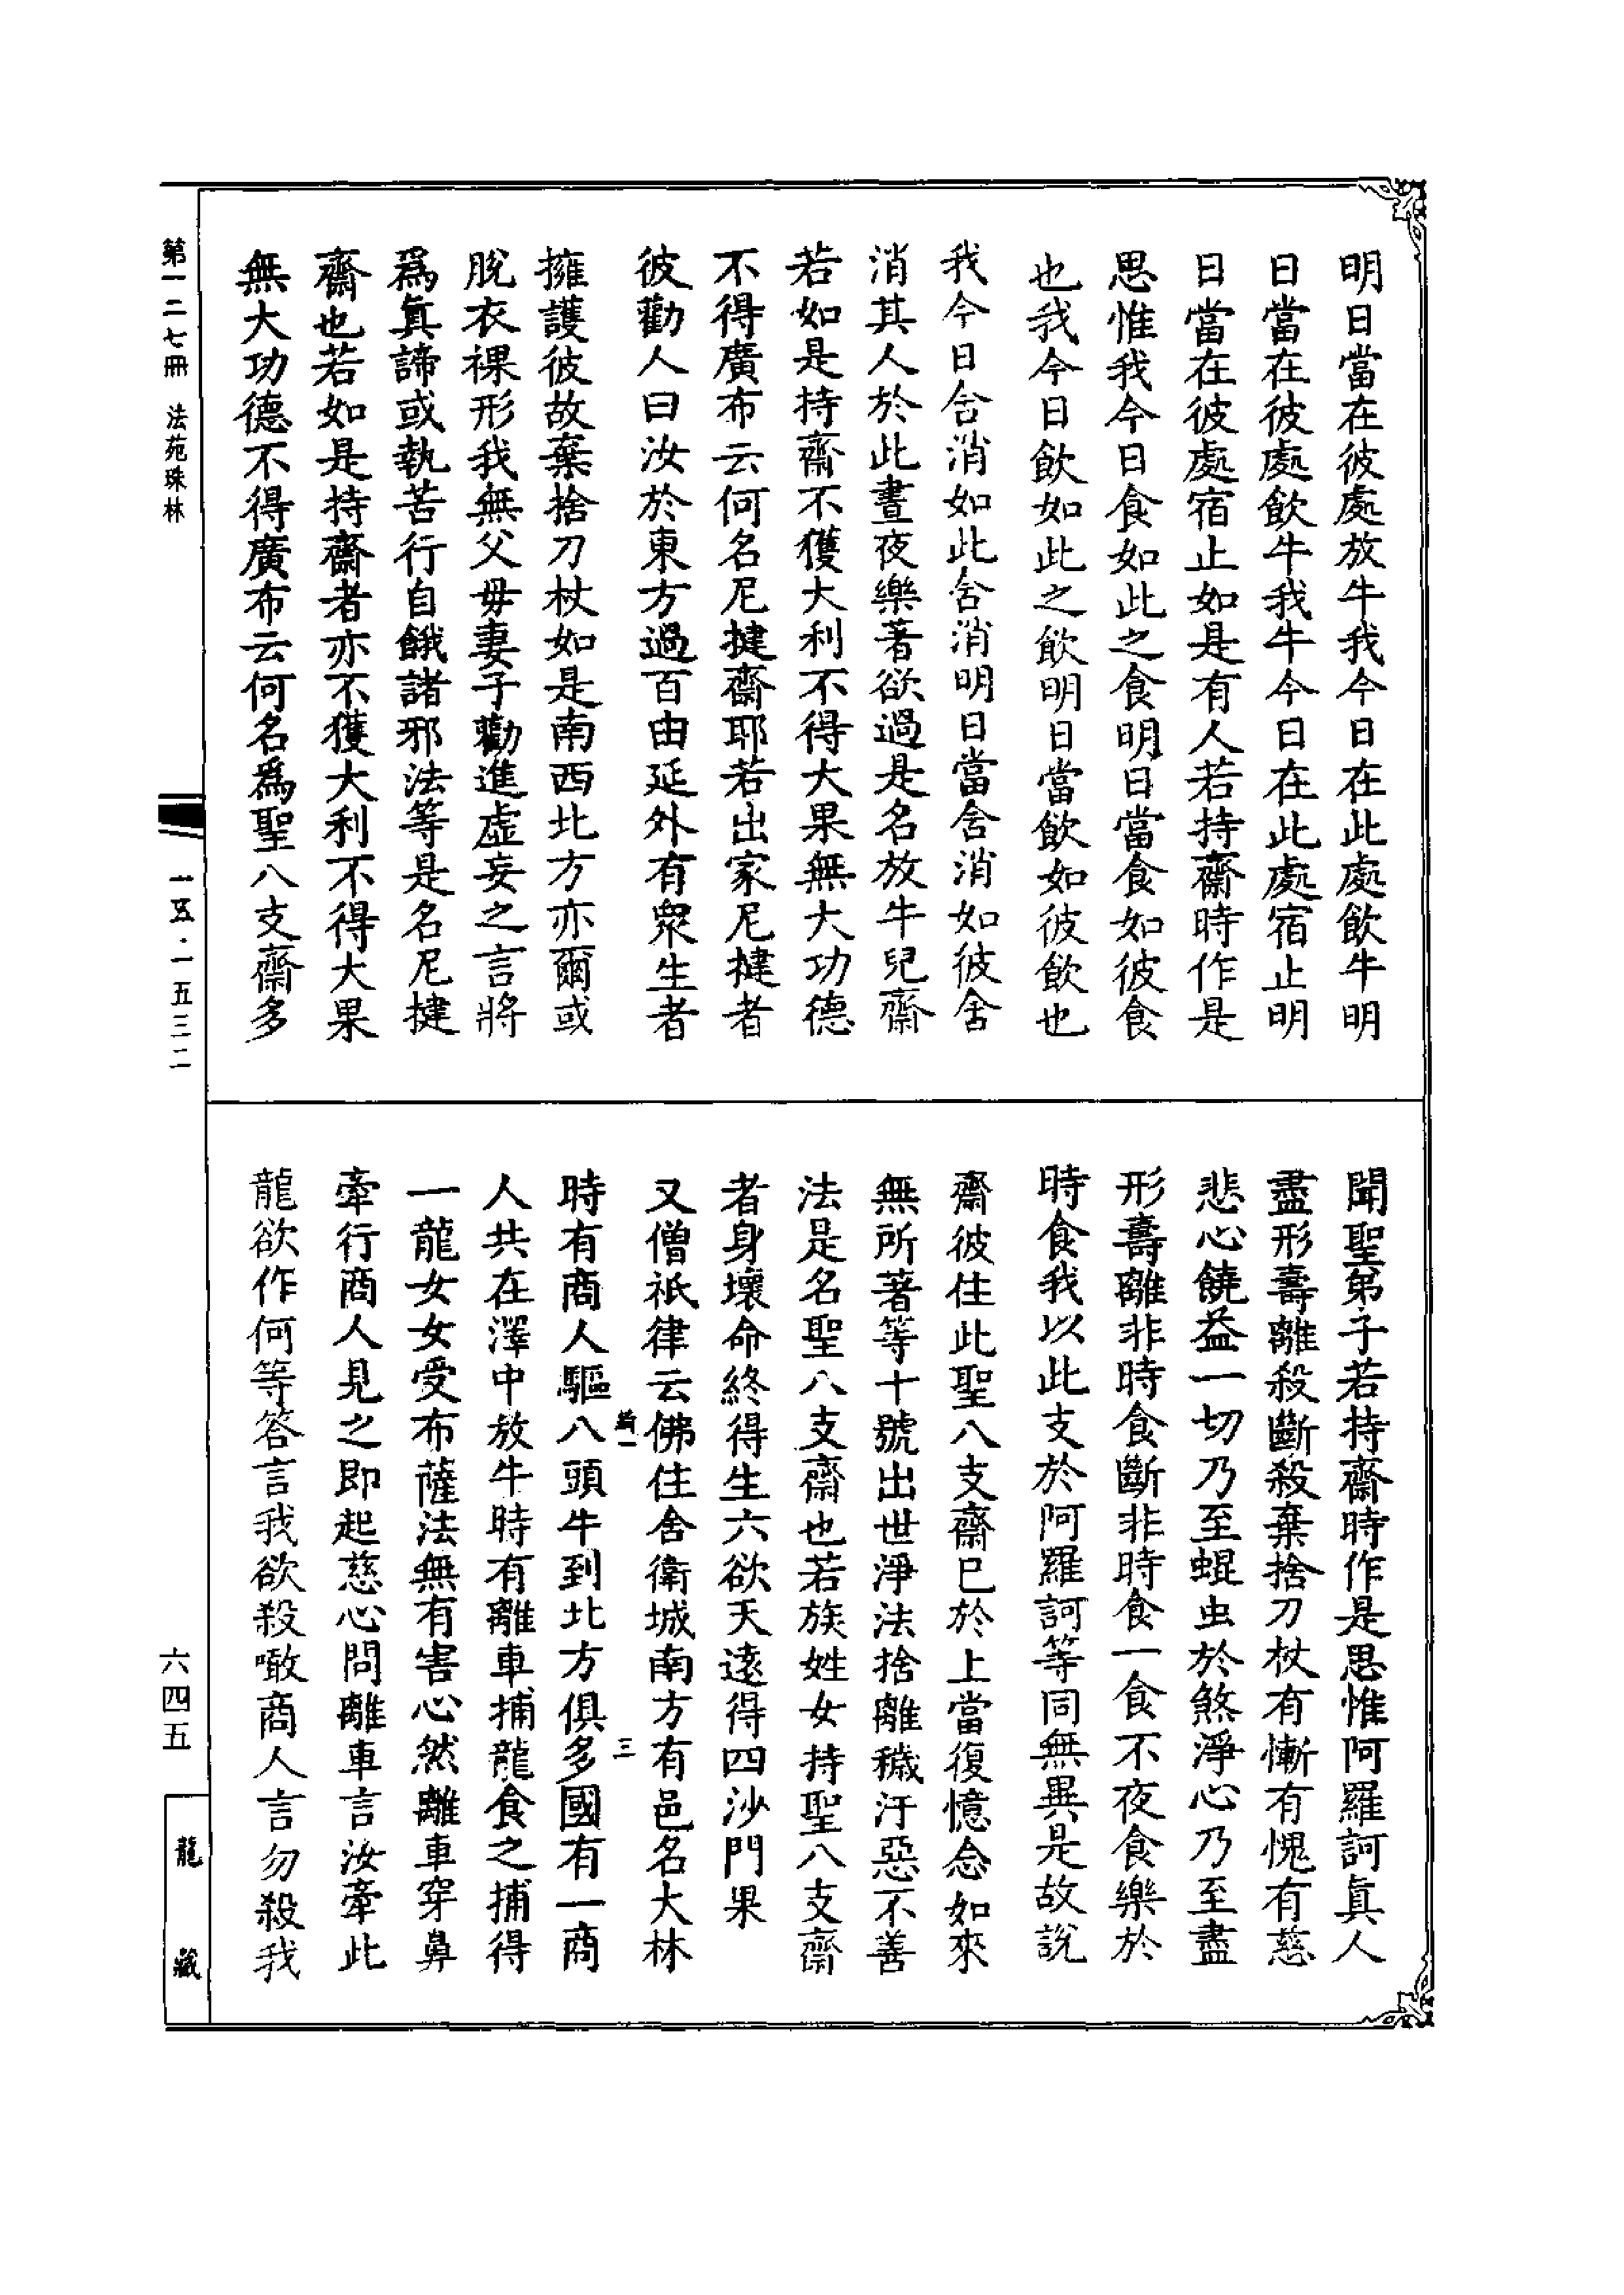 明日當在彼處放牛我今日在此處飲牛明
日當在彼處飲牛我牛今日在此處宿止明
日當在彼處宿止如是有人若持齋時作是
思惟我今日食如此之食明日當食如彼食
也我今日飲如此之飲明日當飲如彼飲也
我今日含消如此含消明日當含消如彼含
消其人於此晝夜樂著欲過是名放牛兒齋
若如是持齋不獲大利不得大果無大功德
不得廣布云何名尼揵齋耶若出家尼揵者
彼勸人曰汝於東方過百由延外有衆生者
擁護彼故棄捨刀杖如是南西北方亦爾或
脫衣裸形我無父母妻子勸進虛妄之言將
爲眞諦或執苦行自餓諸邪法等是名尼揵
齋也若如是持齋者亦不獲大利不得大果
無大功德不得廣布云何名爲聖八支齋多
聞聖弟子若持齋時作是思惟阿羅訶眞人
盡形壽離殺斷殺棄捨刀杖有慚有愧有慈
悲心饒益一切乃至蜫虫於煞淨心乃至盡
形壽離非時食斷非時食一食不夜食樂於
時食我以此支於阿羅訶等同無異是故說
齋彼住此聖八支齋已於上當復憶念如來
無所著等十號出世淨法捨離穢汙惡不善
法是名聖八支齋也若族姓女持聖八支齋
者身壞命終得生六欲天遠得四沙門果
又僧祇律云佛住舍衛城南方有邑名大林
時有商人驅八頭牛到北方俱多國有一商
人共在澤中放牛時有離車捕龍食之捕得
一龍女女受布薩法無有害心然離車穿鼻
牽行商人見之即起慈心問離車言汝牽此
龍欲作何等答言我欲殺噉商人言勿殺我
三
第一二七冊 法苑珠林
一五·一五三二
六四五
龍藏